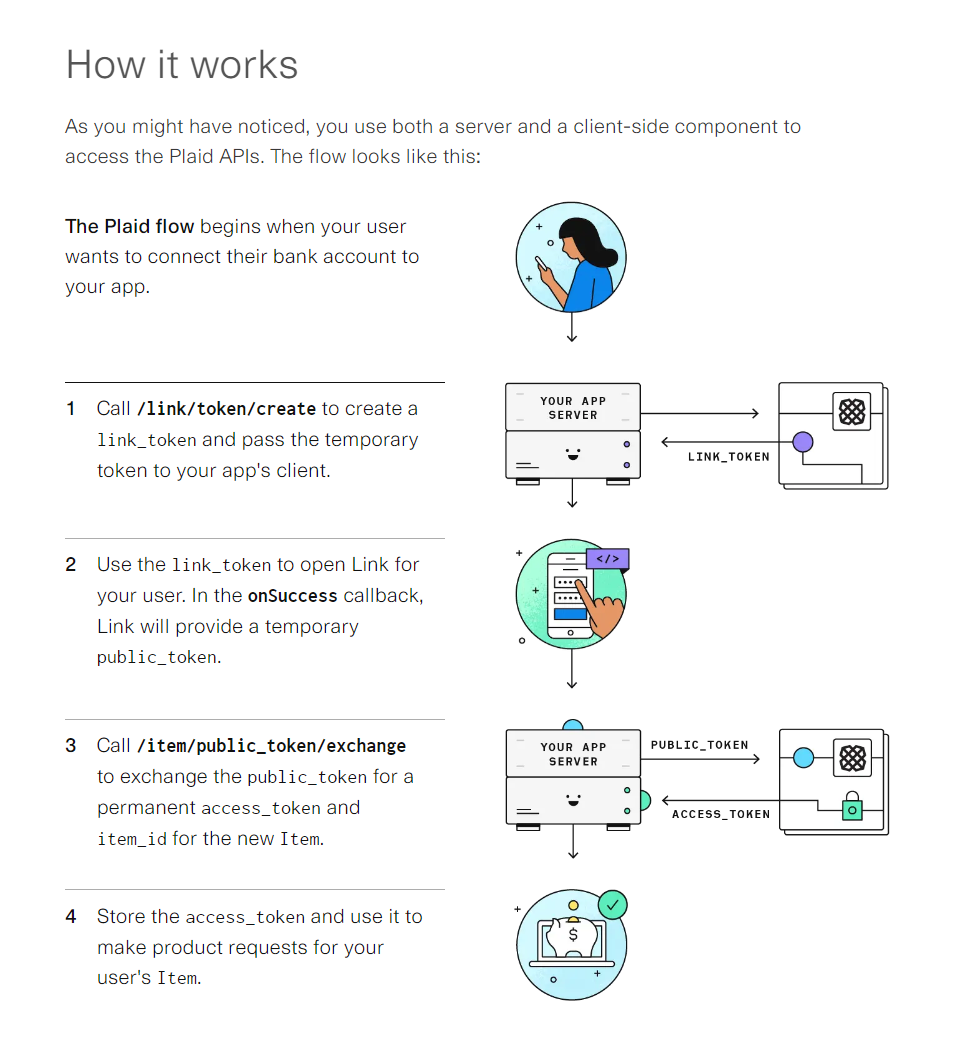 How it works
As you might have noticed, you use both a server and a client-side component to
access the Plaid APIs. The flow looks like this:
The Plaid flow begins when your user
wants to connect their bank account to
your app.
1 Call /link/token/create to create a
link_token and pass the temporary
token to your app's client.
YOUR APP
SERVER
LINK_TOKEN
2 Use the link_token to open Link for
your user. In the onSuccess callback,
Link will provide a temporary
public_token.
</>
3 Call /item/public_token/exchange
to exchange the public_token for a
permanent access_token and
item_id for the new Item.
YOUR APP
SERVER
PUBLIC_TOKEN
ACCESS_TOKEN
4 Store the access_token and use it to
make product requests for your
user's Item.
$